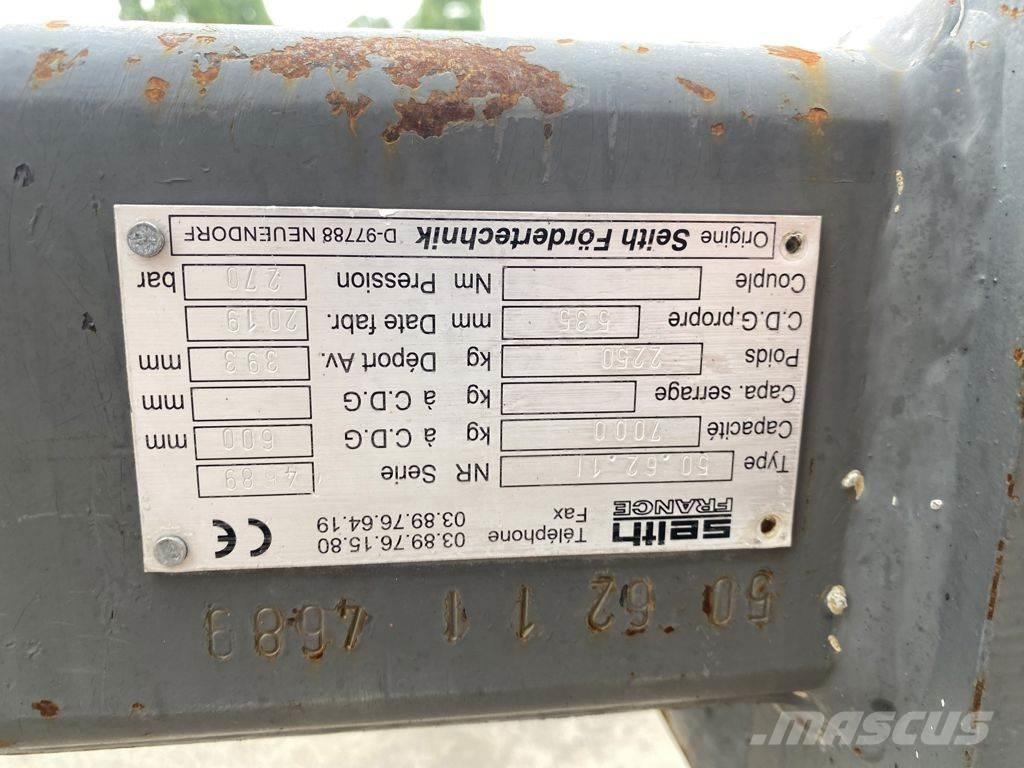 50 62 1 1 4689
seith
FRANCE
Téléphone 03.89.76.15.80
Fax 03.89.76.64.19
CE
Type 50.62.11 NR Serie 4689
Capacité 7000 kg à C.D.G 600 mm
Capa. serrage kg à C.D.G mm
Poids 2250 kg Déport Av. 393 mm
C.D.G.propre 535 mm Date fabr. 2019
Couple Nm Pression 270 bar
Origine Seith Fördertechnik D-97788 NEUENDORF
MASCUS